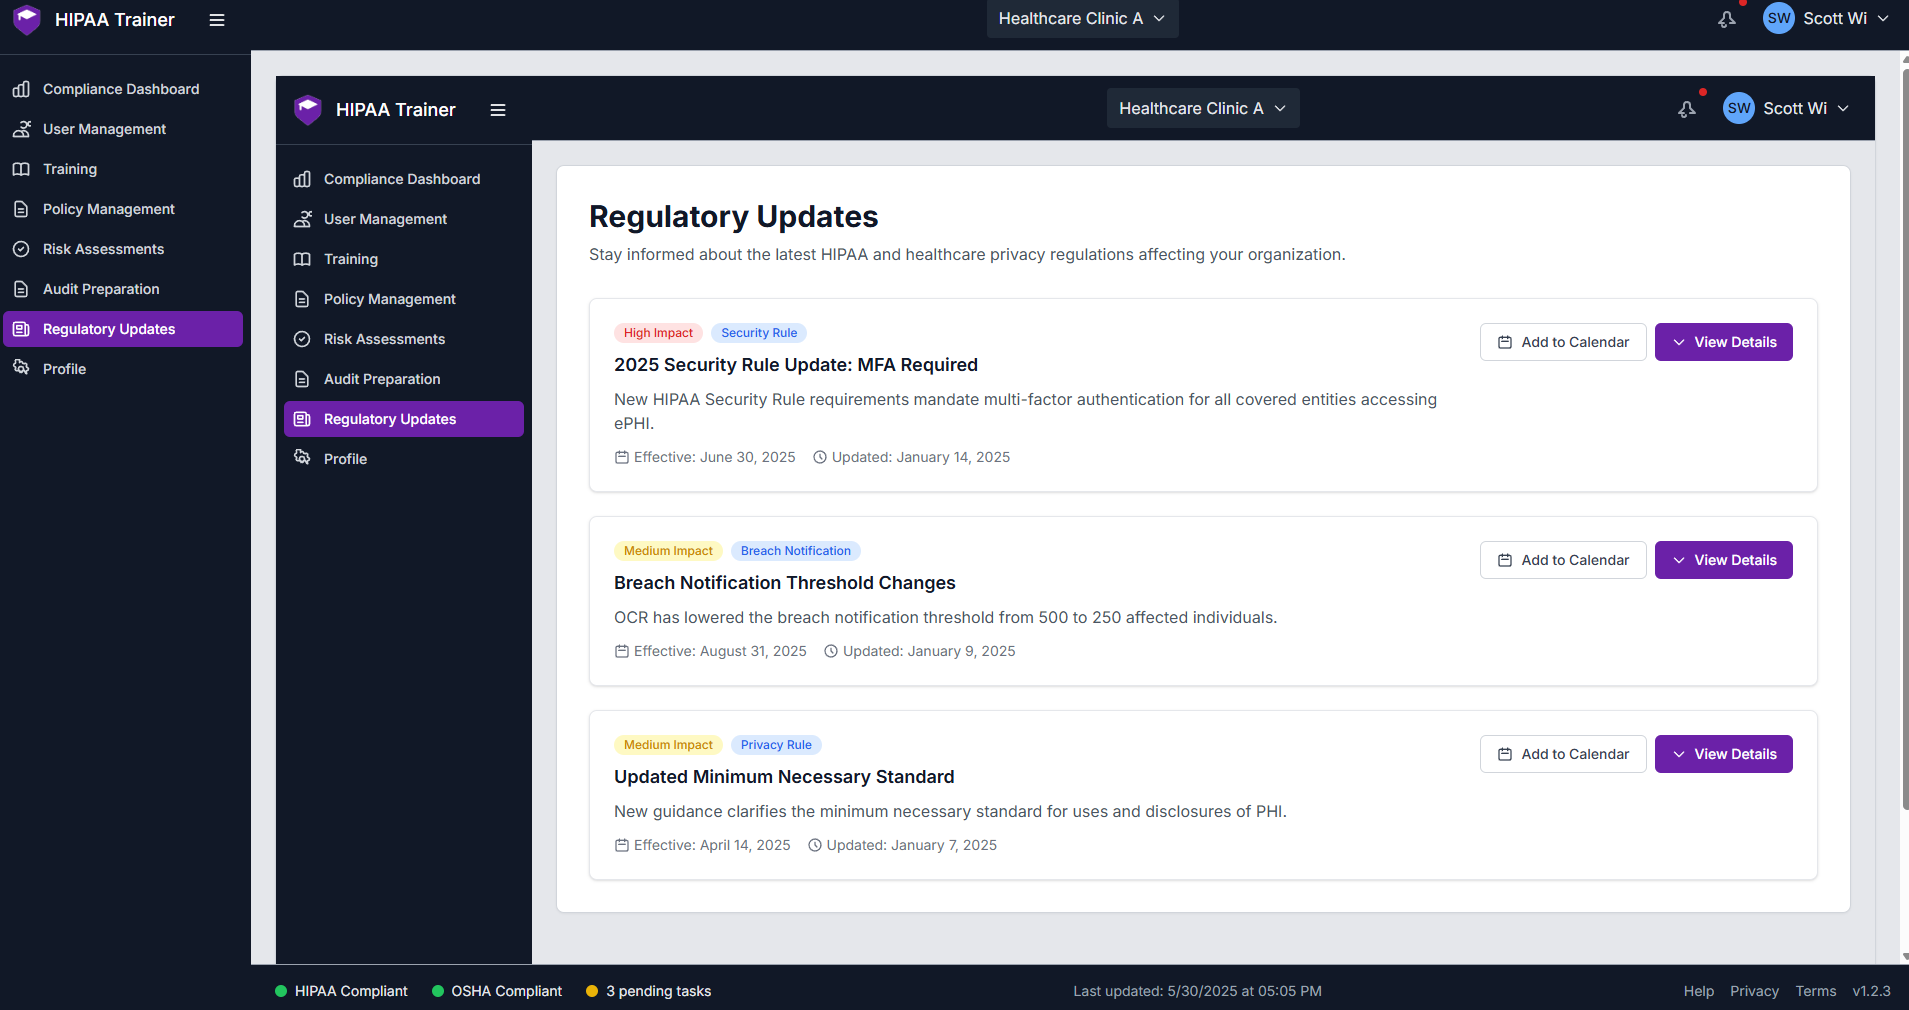 HIPAA Trainer
Healthcare Clinic A
SW Scott Wi
Compliance Dashboard
User Management
Training
Policy Management
Risk Assessments
Audit Preparation
Regulatory Updates
Profile
HIPAA Trainer
Healthcare Clinic A
SW Scott Wi
Compliance Dashboard
User Management
Training
Policy Management
Risk Assessments
Audit Preparation
Regulatory Updates
Profile
Regulatory Updates
Stay informed about the latest HIPAA and healthcare privacy regulations affecting your organization.
High Impact Security Rule
Add to Calendar View Details
2025 Security Rule Update: MFA Required
New HIPAA Security Rule requirements mandate multi-factor authentication for all covered entities accessing
ePHI.
Effective: June 30, 2025 Updated: January 14, 2025
Medium Impact Breach Notification
Add to Calendar View Details
Breach Notification Threshold Changes
OCR has lowered the breach notification threshold from 500 to 250 affected individuals.
Effective: August 31, 2025 Updated: January 9, 2025
Medium Impact Privacy Rule
Add to Calendar View Details
Updated Minimum Necessary Standard
New guidance clarifies the minimum necessary standard for uses and disclosures of PHI.
Effective: April 14, 2025 Updated: January 7, 2025
HIPAA Compliant OSHA Compliant 3 pending tasks
Last updated: 5/30/2025 at 05:05 PM
Help Privacy Terms v1.2.3